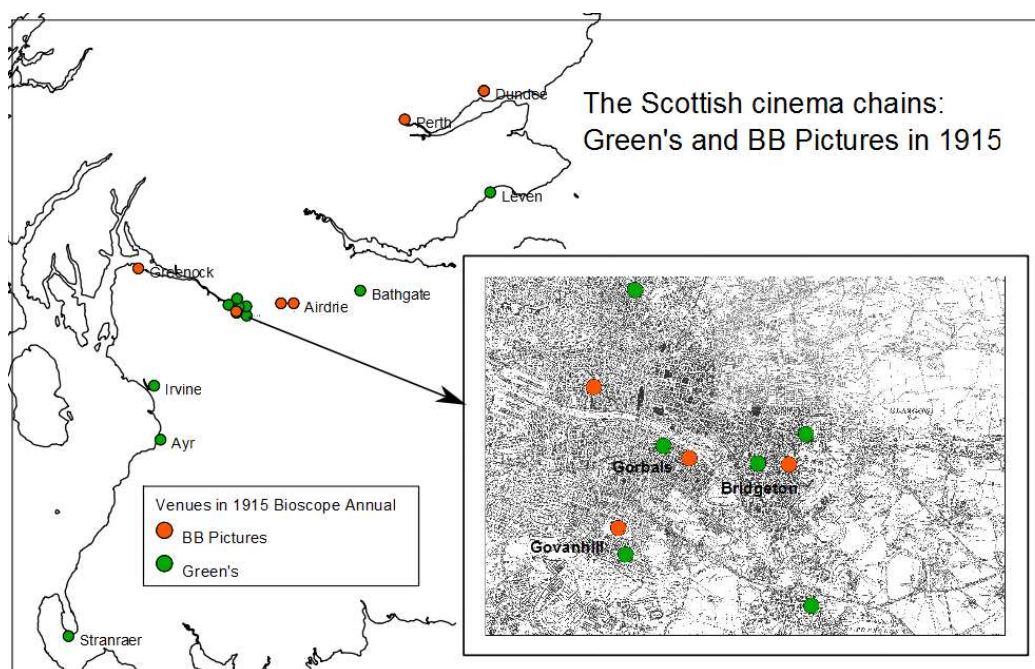 The Scottish cinema chains:
Green's and BB Pictures in 1915
Dundee
Perth
Leven
Greenock
Airdrie
Bathgate
Irvine
Ayr
Stranraer
Venues in 1915 Bioscope Annual
BB Pictures
Green's
GLASGOW
Gorbals
Bridgeton
Govanhill